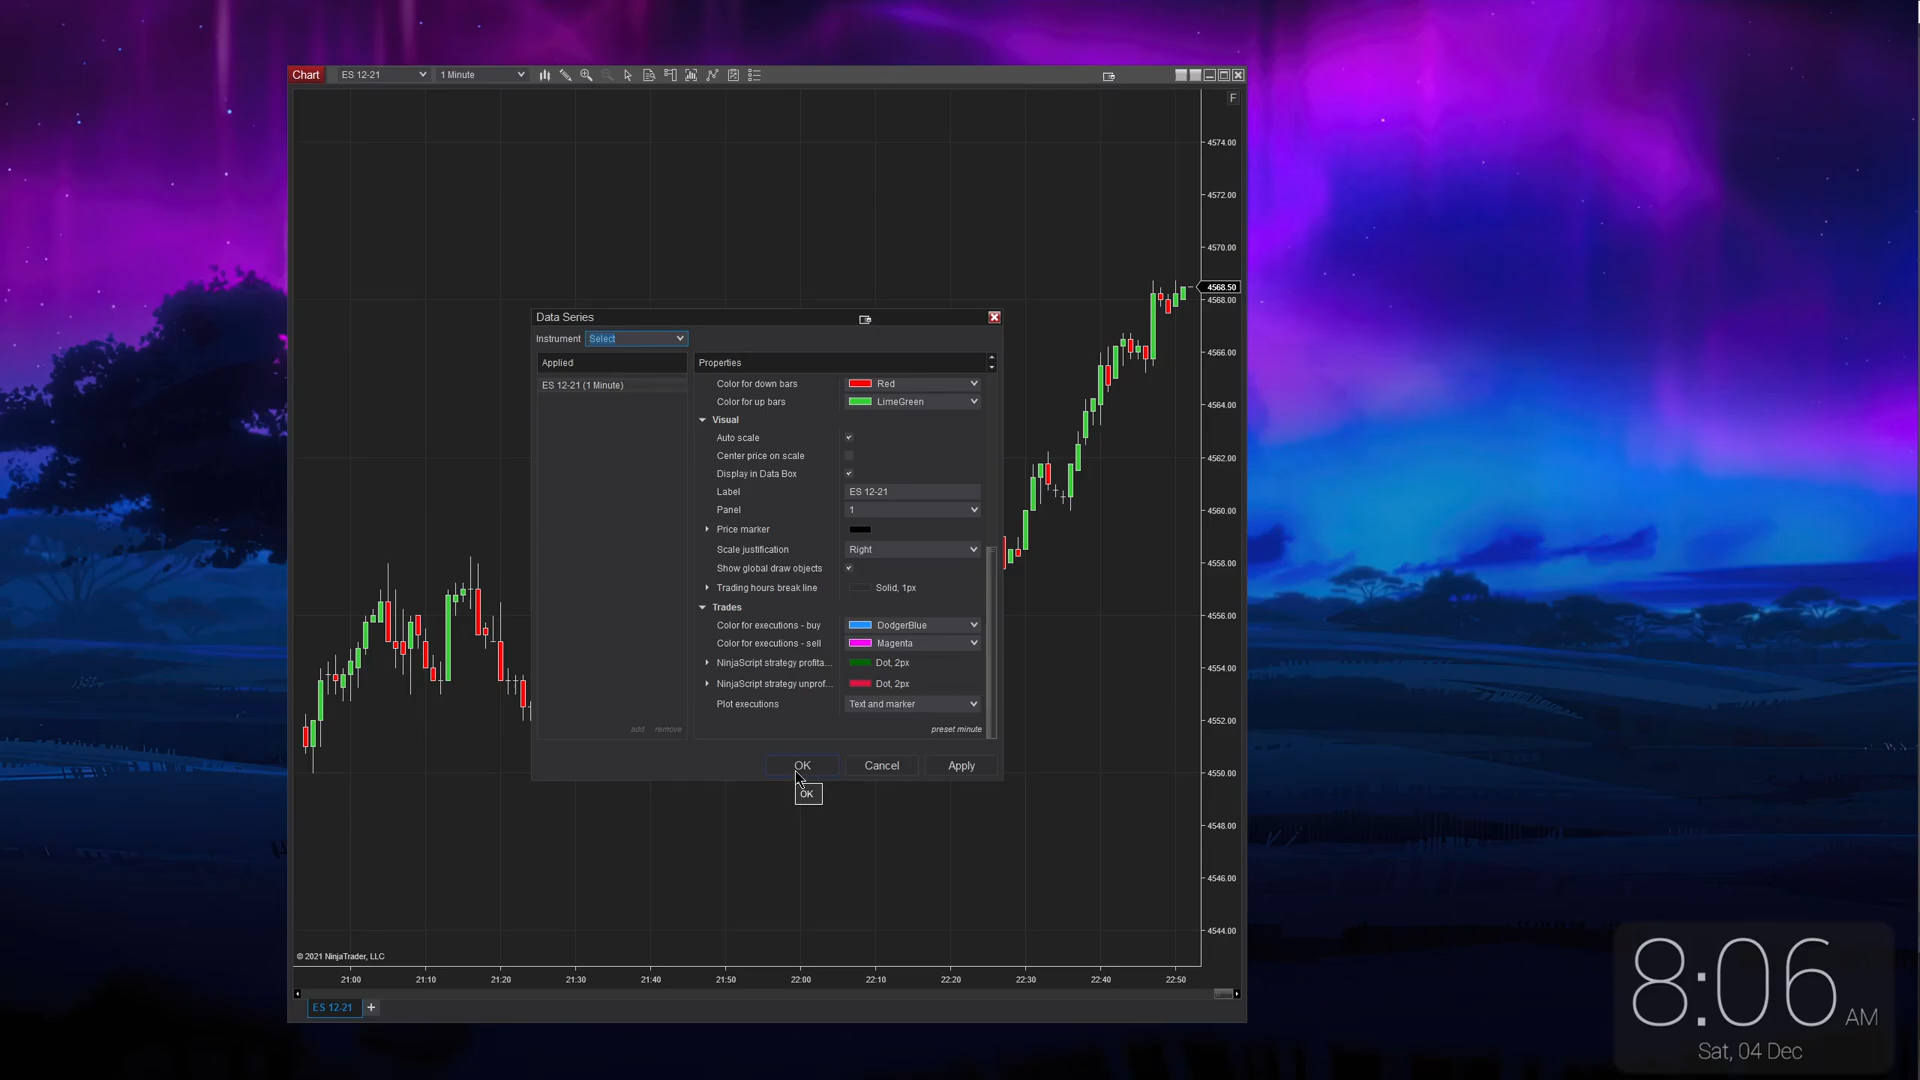 Chart ES 12-21 1 Minute
F
4574.00
4572.00
4570.00
4568.50
4568.00
4566.00
4564.00
4562.00
4560.00
4558.00
4556.00
4554.00
4552.00
4550.00
4548.00
4546.00
4544.00
Data Series
Instrument Select
Applied
ES 12-21 (1 Minute)
add remove
Properties
Color for down bars Red
Color for up bars LimeGreen
Visual
Auto scale
Center price on scale
Display in Data Box
Label ES 12-21
Panel 1
Price marker
Scale justification Right
Show global draw objects
Trading hours break line Solid, 1px
Trades
Color for executions - buy DodgerBlue
Color for executions - sell Magenta
NinjaScript strategy profita... Dot, 2px
NinjaScript strategy unprof... Dot, 2px
Plot executions Text and marker
preset minute
OK Cancel Apply
OK
© 2021 NinjaTrader, LLC
21:00 21:10 21:20 21:30 21:40 21:50 22:00 22:10 22:20 22:30 22:40 22:50
ES 12-21 +
8:06 AM
Sat, 04 Dec